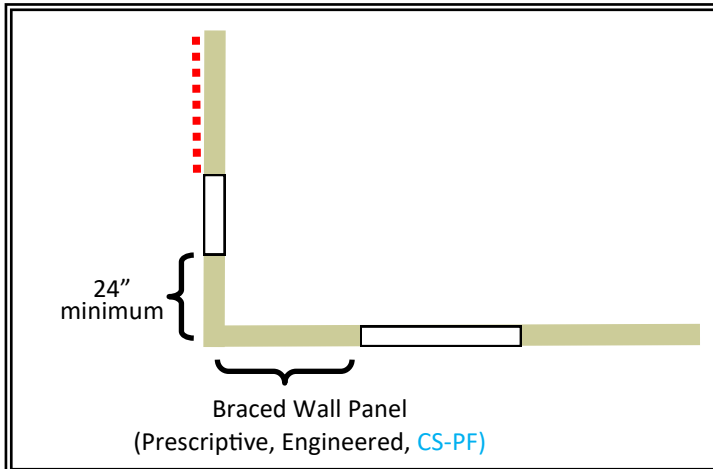 24”
minimum
Braced Wall Panel
(Prescriptive, Engineered, CS-PF)